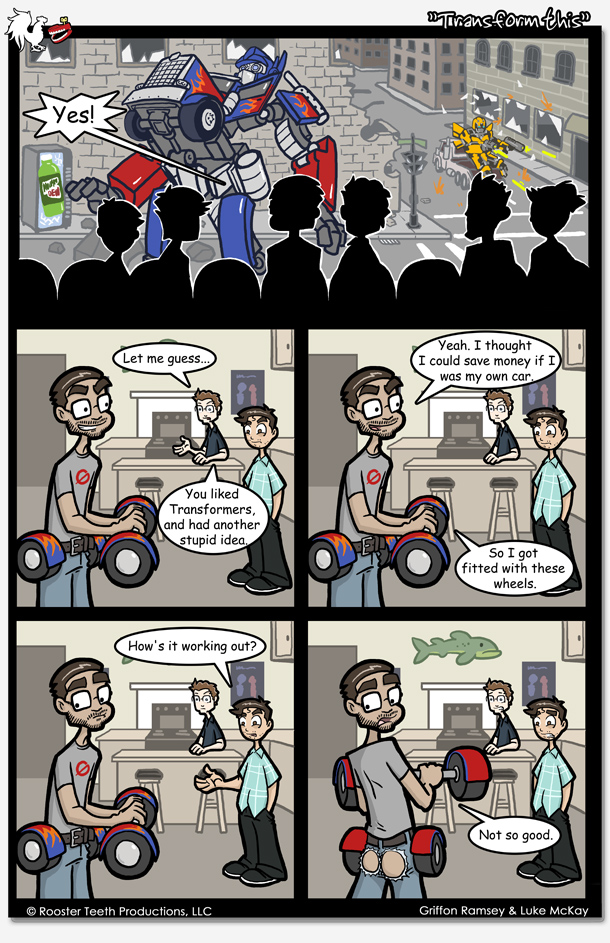 "Transform this"
Yes!
Let me guess...
You liked
Transformers,
and had another
stupid idea.
Yeah. I thought
I could save money if I
was my own car.
So I got
fitted with these
wheels.
How's it working out?
Not so good.
© Rooster Teeth Productions, LLC
Griffon Ramsey & Luke McKay